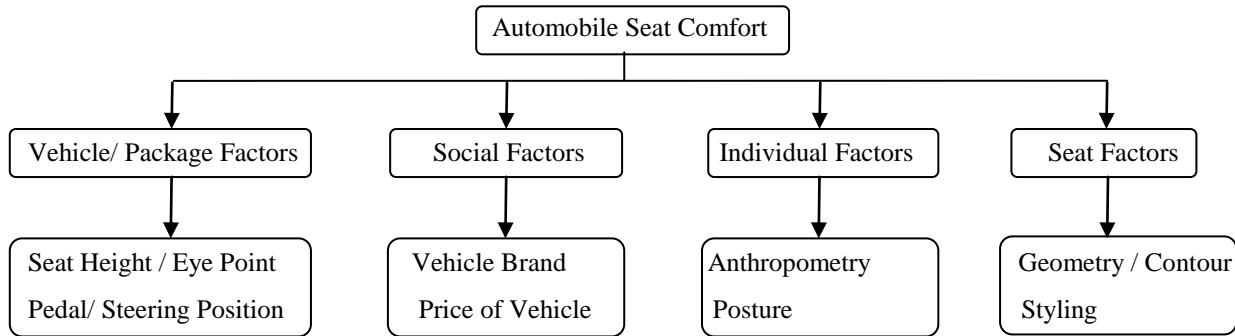 Automobile Seat Comfort
Vehicle/ Package Factors
Social Factors
Individual Factors
Seat Factors
Seat Height / Eye Point
Pedal/ Steering Position
Vehicle Brand
Price of Vehicle
Anthropometry
Posture
Geometry / Contour
Styling